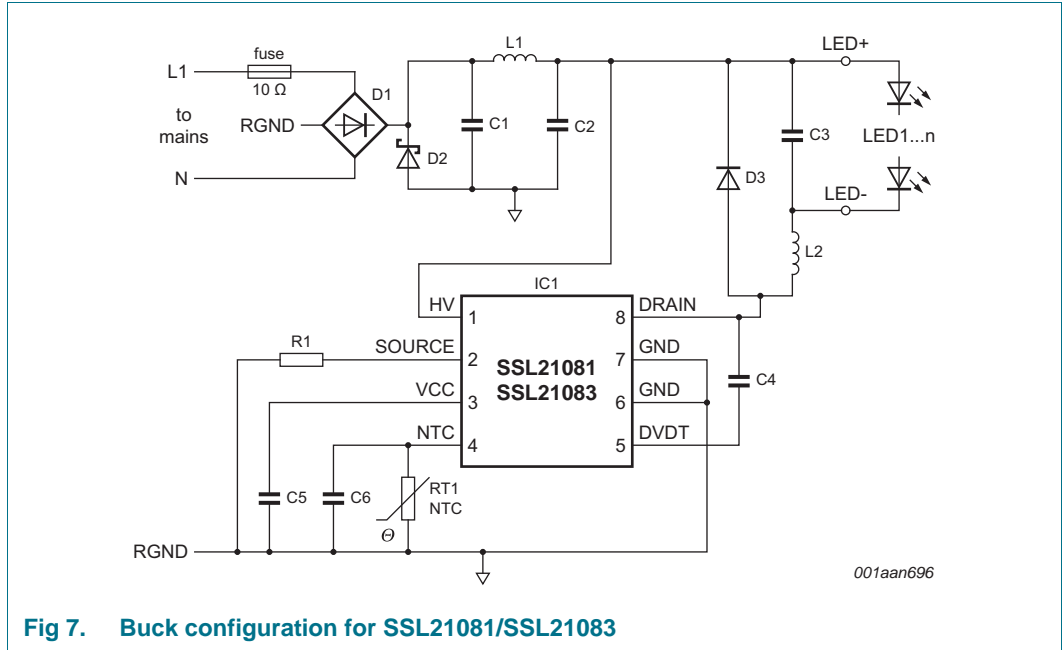 L1
fuse
L1
10 Ω
D1
to
mains
RGND
N
D2
C1
C2
D3
C3
LED+
LED1...n
LED-
L2
IC1
HV
1
DRAIN
8
R1
SOURCE
2
GND
7
SSL21081
SSL21083
VCC
3
GND
6
C4
NTC
4
DVDT
5
C5
C6
RT1
NTC
Θ
RGND
001aan696
Fig 7. Buck configuration for SSL21081/SSL21083